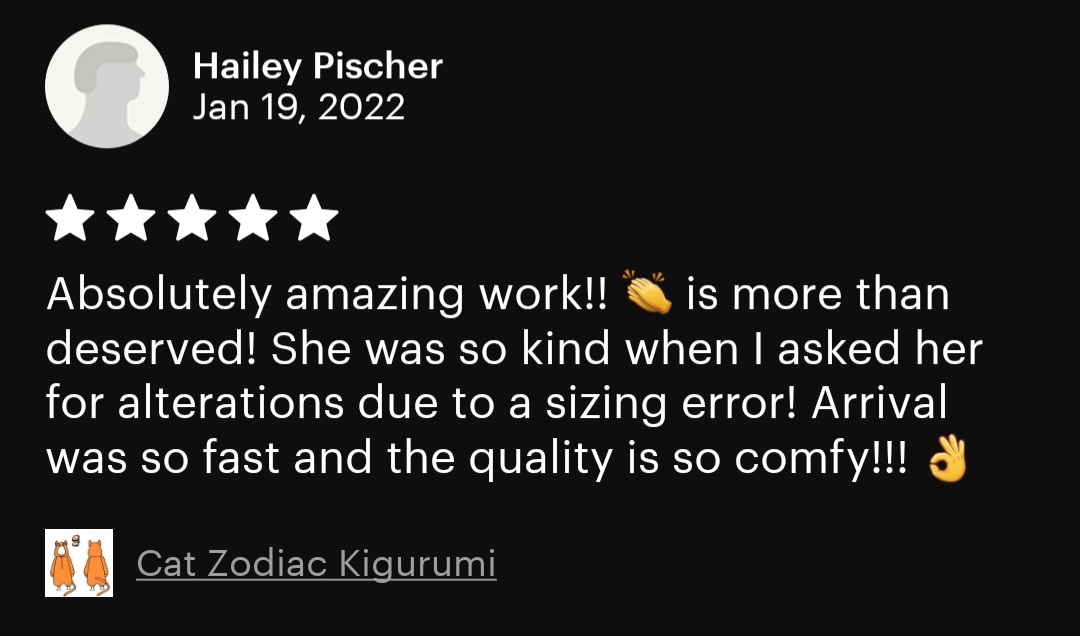 Hailey Pischer
Jan 19, 2022
Absolutely amazing work!! 👏 is more than
deserved! She was so kind when I asked her
for alterations due to a sizing error! Arrival
was so fast and the quality is so comfy!!! 👌
Cat Zodiac Kigurumi